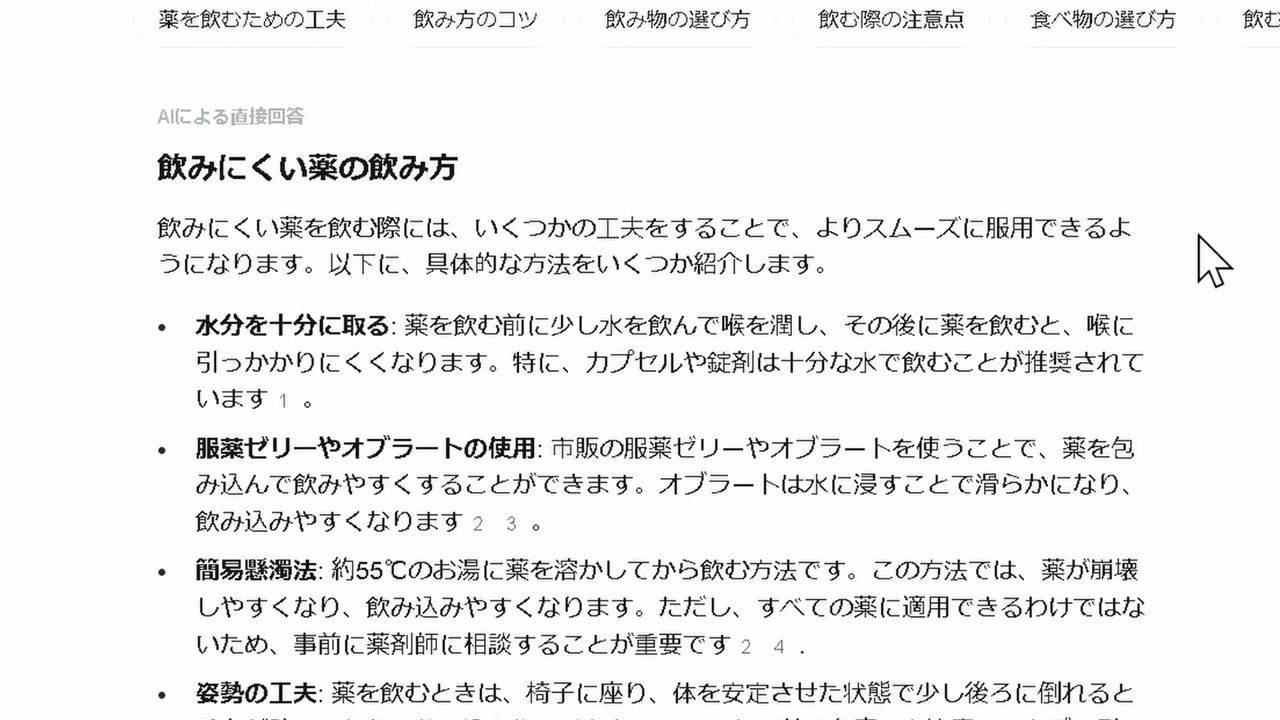 薬を飲むための工夫 飲み方のコツ 飲み物の選び方 飲む際の注意点 食べ物の選び方 飲む
AIによる直接回答
飲みにくい薬の飲み方
飲みにくい薬を飲む際には、いくつかの工夫をすることで、よりスムーズに服用できるよ
うになります。以下に、具体的な方法をいくつか紹介します。
• 水分を十分に取る: 薬を飲む前に少し水を飲んで喉を潤し、その後に薬を飲むと、喉に
引っかかりにくくなります。特に、カプセルや錠剤は十分な水で飲むことが推奨されて
います 1 。
• 服薬ゼリーやオブラートの使用: 市販の服薬ゼリーやオブラートを使うことで、薬を包
み込んで飲みやすくすることができます。オブラートは水に浸すことで滑らかになり、
飲み込みやすくなります 2 3 。
• 簡易懸濁法: 約55℃のお湯に薬を溶かしてから飲む方法です。この方法では、薬が崩壊
しやすくなり、飲み込みやすくなります。ただし、すべての薬に適用できるわけではな
いため、事前に薬剤師に相談することが重要です 2 4 .
• 姿勢の工夫: 薬を飲むときは、椅子に座り、体を安定させた状態で少し後ろに倒れると